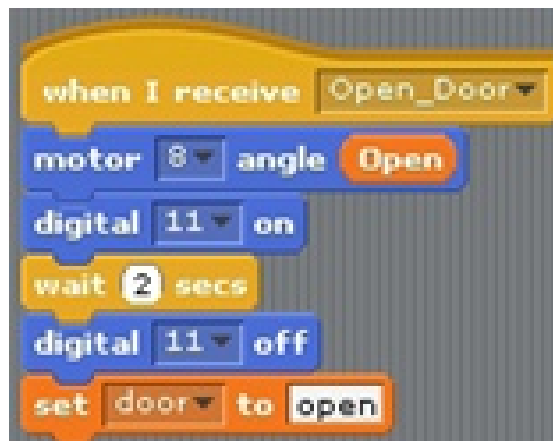 when I receive Open_Door
motor 8 angle Open
digital 11 on
wait 2 secs
digital 11 off
set door to open